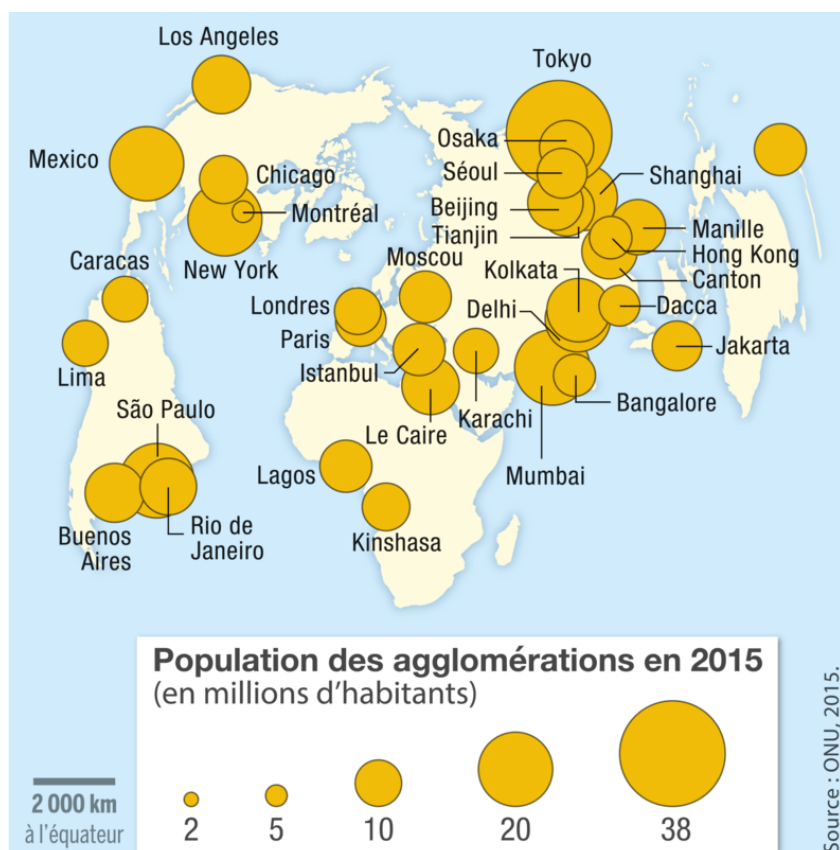 Los Angeles
Tokyo
Osaka
Mexico
Séoul
Chicago
Shanghai
Beijing
Montréal
Manille
Tianjin
Hong Kong
New York
Moscou
Kolkata
Canton
Caracas
Londres
Delhi
Dacca
Paris
Jakarta
Istanbul
Lima
Bangalore
São Paulo
Le Caire
Karachi
Lagos
Mumbai
Buenos
Aires
Rio de
Janeiro
Kinshasa
Population des agglomérations en 2015
(en millions d'habitants)
2 000 km
à l'équateur
2 5 10 20 38
Source : ONU, 2015.